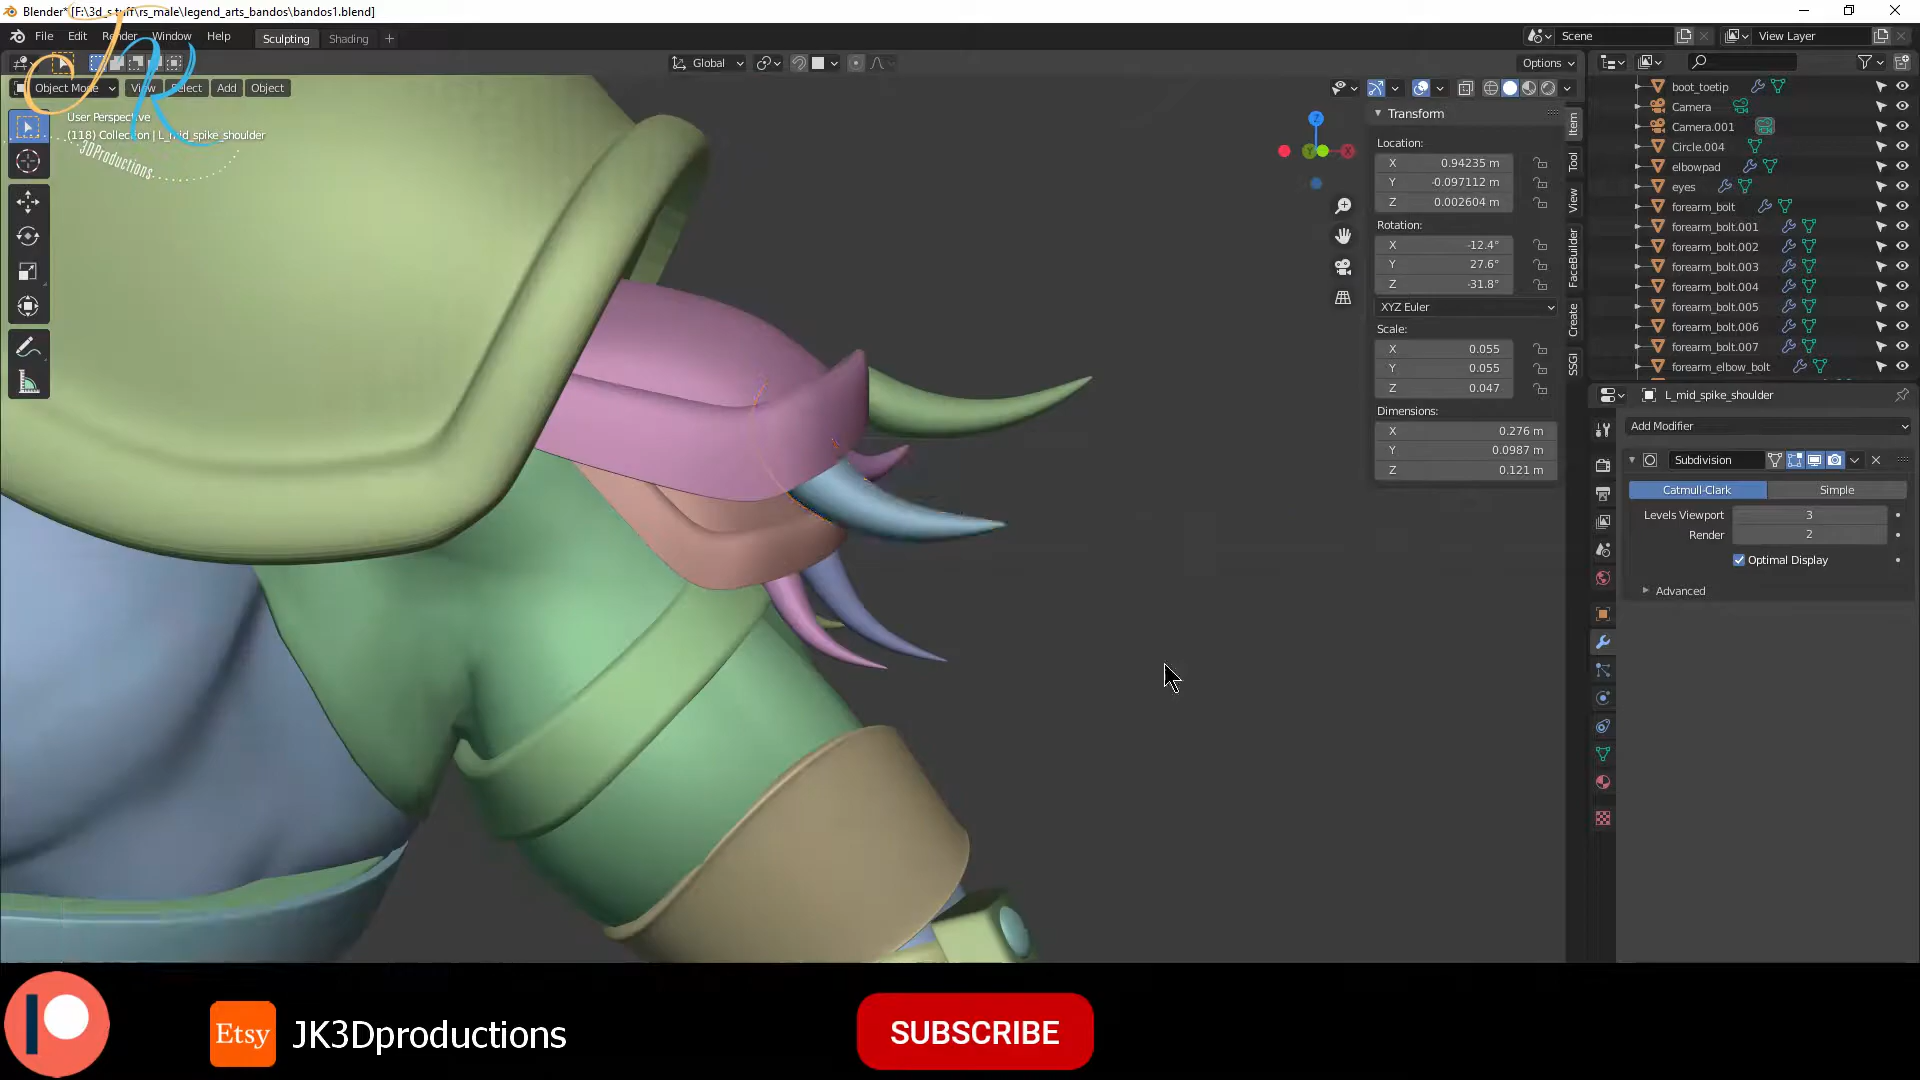 Blender* [F:\3d_stuff\rs_male\legend_arts_bandos\bandos1.blend]
File Edit Render Window Help Sculpting Shading + Scene View Layer
Global Options
Object Mode View Select Add Object
User Perspective
(118) Collection | L_mid_spike_shoulder
JR
3DProductions
Transform
Location:
X 0.94235 m
Y -0.097112 m
Z 0.002604 m
Rotation:
X -12.4°
Y 27.6°
Z -31.8°
XYZ Euler
Scale:
X 0.055
Y 0.055
Z 0.047
Dimensions:
X 0.276 m
Y 0.0987 m
Z 0.121 m
Item
Tool
View
FaceBuilder
Create
SSGI
Z
Y
X
boot_toetip
Camera
Camera.001
Circle.004
elbowpad
eyes
forearm_bolt
forearm_bolt.001
forearm_bolt.002
forearm_bolt.003
forearm_bolt.004
forearm_bolt.005
forearm_bolt.006
forearm_bolt.007
forearm_elbow_bolt
L_mid_spike_shoulder
Add Modifier
Subdivision
Catmull-Clark Simple
Levels Viewport 3
Render 2
Optimal Display
Advanced
Etsy JK3Dproductions SUBSCRIBE